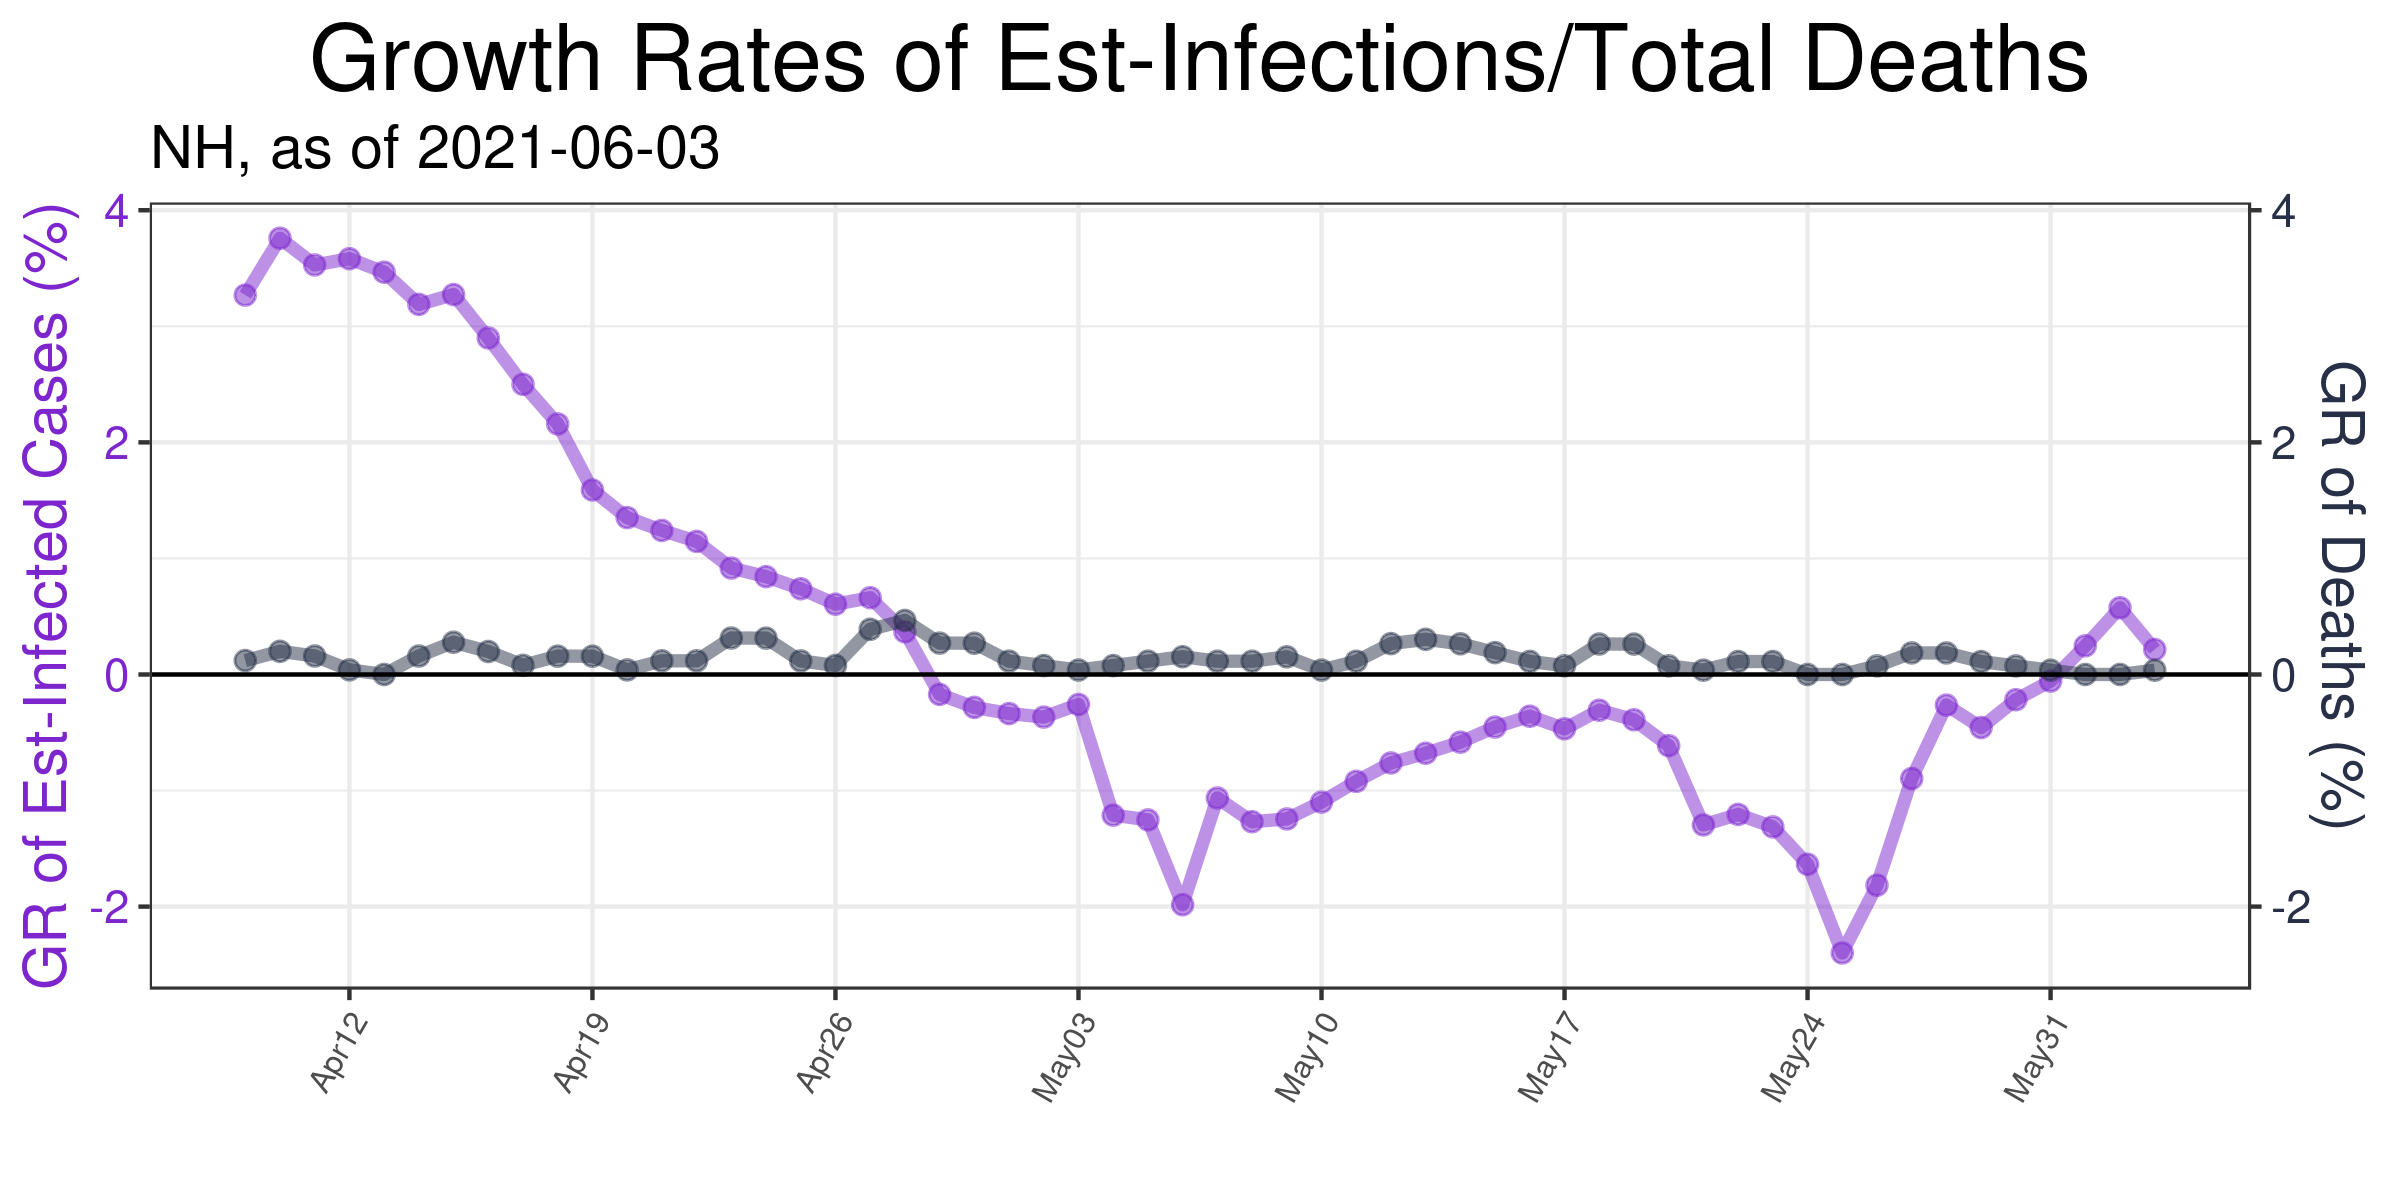 Growth Rates of Est-Infections/Total Deaths
NH, as of 2021-06-03
GR of Est-Infected Cases (%)
4
2
0
-2
4
2
0
-2
GR of Deaths (%)
Apr12
Apr19
Apr26
May03
May10
May17
May24
May31